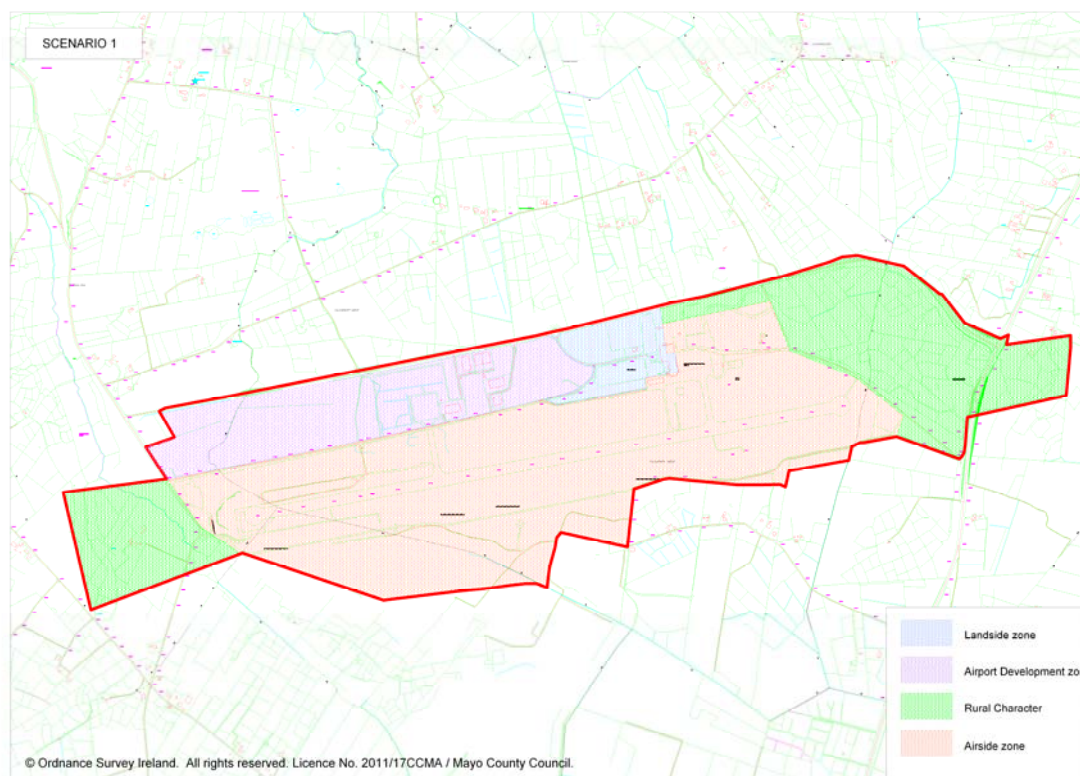 SCENARIO 1
Landside zone
Airport Development zo
Rural Character
Airside zone
© Ordnance Survey Ireland. All rights reserved. Licence No. 2011/17CCMA / Mayo County Council.